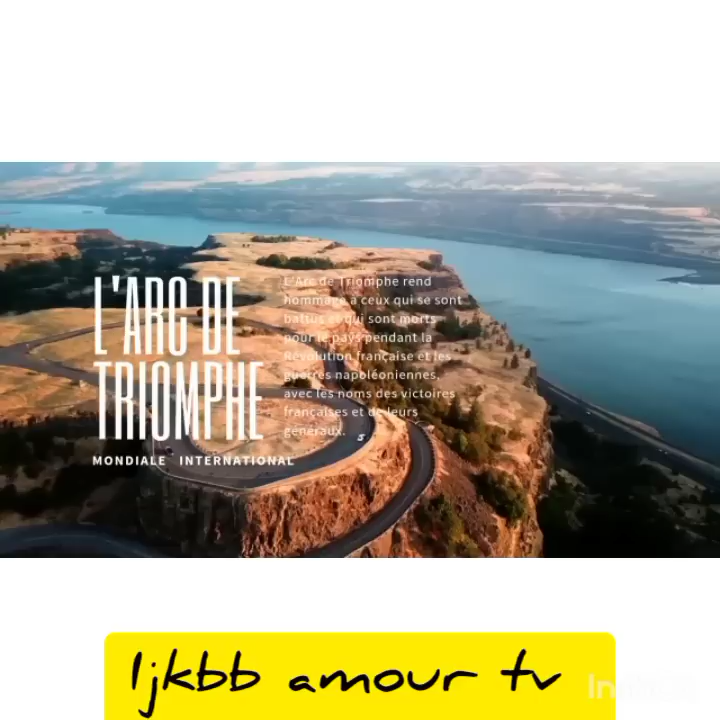 L'ARC DE
TRIOMPHE
MONDIALE INTERNATIONAL
L'Arc de Triomphe rend
hommage à ceux qui se sont
battus et qui sont morts
pour le pays pendant la
Révolution française et les
guerres napoléoniennes,
avec les noms des victoires
françaises et de leurs
généraux.
5
ljkbb amour tv